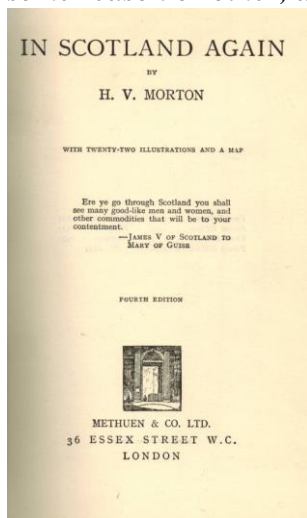 IN SCOTLAND AGAIN
BY
H. V. MORTON
WITH TWENTY-TWO ILLUSTRATIONS AND A MAP
Ere ye go through Scotland you shall
see many good-like men and women, and
other commodities that will be to your
contentment.
—JAMES V OF SCOTLAND TO
MARY OF GUISE
FOURTH EDITION
METHUEN & CO. LTD.
36 ESSEX STREET W.C.
LONDON